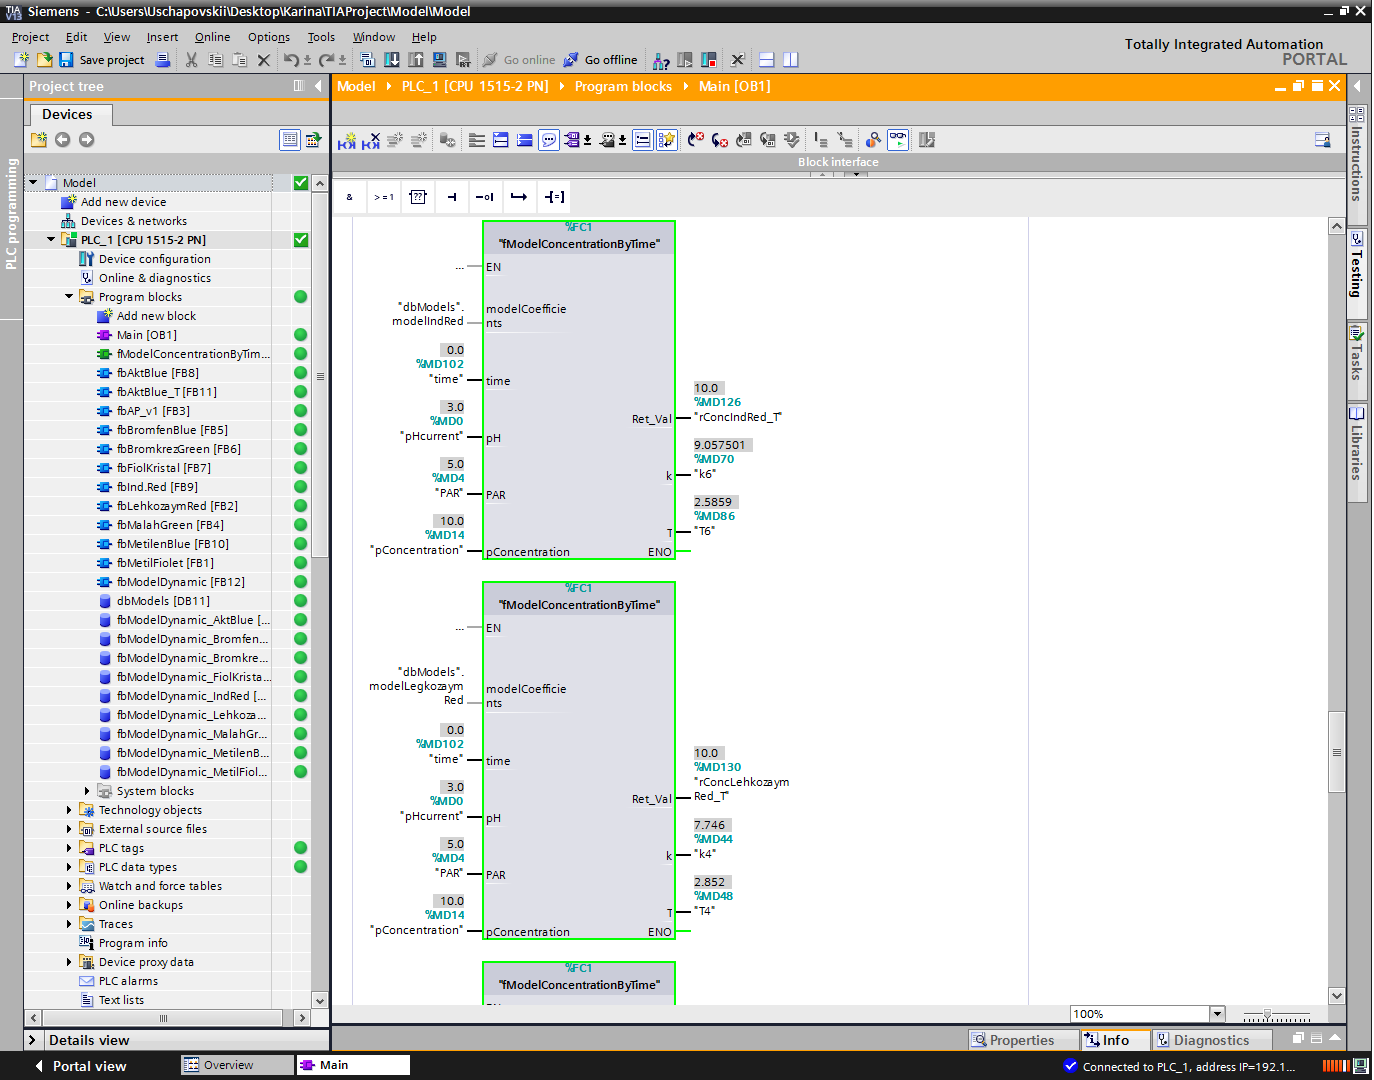 Siemens - C:\Users\Uschapovskii\Desktop\Karina\TIAProject\Model\Model
Project Edit View Insert Online Options Tools Window Help
Totally Integrated Automation
PORTAL
Save project
Go online
Go offline
Project tree
Model PLC_1 [CPU 1515-2 PN] Program blocks Main [OB1]
Devices
PLC programming
Block interface
& >=1 ??
Model
Add new device
Devices & networks
PLC_1 [CPU 1515-2 PN]
Device configuration
Online & diagnostics
Program blocks
Add new block
Main [OB1]
fModelConcentrationByTim...
fbAktBlue [FB8]
fbAktBlue_T [FB11]
fbAP_v1 [FB3]
fbBromfenBlue [FB5]
fbBromkrezGreen [FB6]
fbFiolKristal [FB7]
fbInd.Red [FB9]
fbLehkozaymRed [FB2]
fbMalahGreen [FB4]
fbMetilenBlue [FB10]
fbMetilFiolet [FB1]
fbModelDynamic [FB12]
dbModels [DB11]
fbModelDynamic_AktBlue [...
fbModelDynamic_Bromfen...
fbModelDynamic_Bromkre...
fbModelDynamic_FiolKrista...
fbModelDynamic_IndRed [...
fbModelDynamic_Lehkoza...
fbModelDynamic_MalahGr...
fbModelDynamic_MetilenB...
fbModelDynamic_MetilFiol...
System blocks
Technology objects
External source files
PLC tags
PLC data types
Watch and force tables
Online backups
Traces
Program info
Device proxy data
PLC alarms
Text lists
Details view
%FC1
"fModelConcentrationByTime"
... EN
"dbModels".
modelIndRed
modelCoefficie
nts
0.0
%MD102
"time" time
3.0
%MD0
"pHcurrent" pH
5.0
%MD4
"PAR" PAR
10.0
%MD14
"pConcentration" pConcentration
10.0
%MD126
Ret_Val "rConcIndRed_T"
9.057501
%MD70
k "k6"
2.5859
%MD86
T "T6"
ENO
%FC1
"fModelConcentrationByTime"
... EN
"dbModels".
modelLegkozaym
Red
modelCoefficie
nts
0.0
%MD102
"time" time
3.0
%MD0
"pHcurrent" pH
5.0
%MD4
"PAR" PAR
10.0
%MD14
"pConcentration" pConcentration
10.0
%MD130
"rConcLehkozaym
Ret_Val Red_T"
7.746
%MD44
k "k4"
2.852
%MD48
T "T4"
ENO
%FC1
"fModelConcentrationByTime"
Instructions
Testing
Tasks
Libraries
100%
Properties Info Diagnostics
Portal view Overview Main
Connected to PLC_1, address IP=192.1...